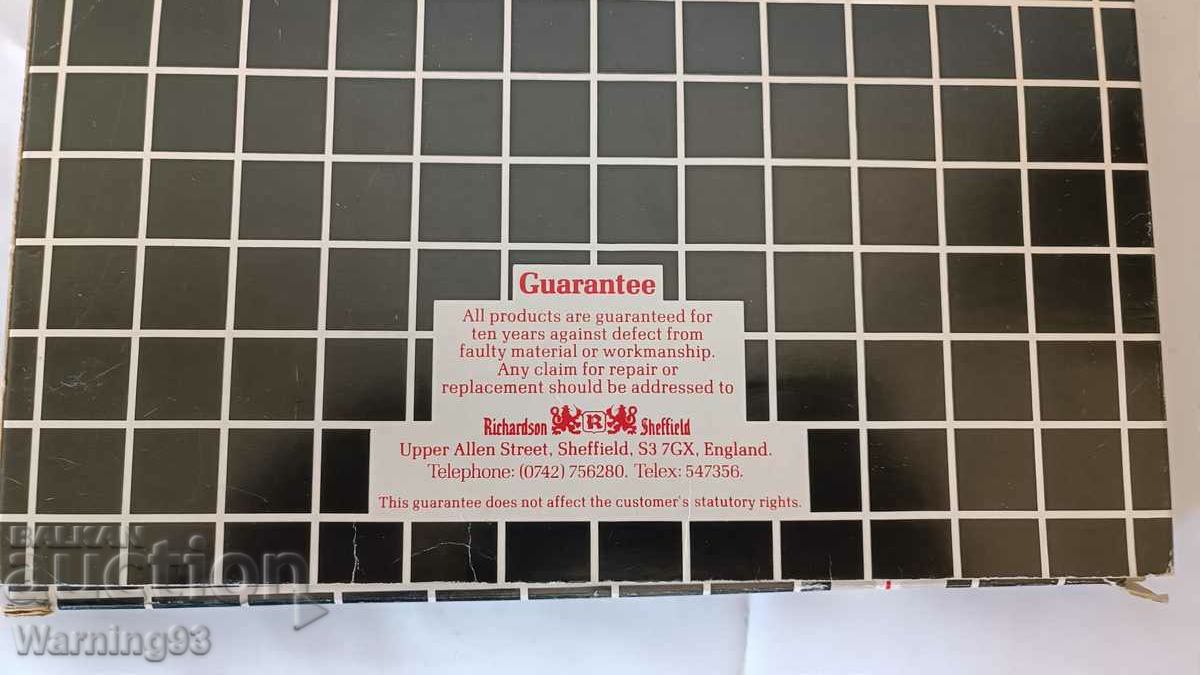 Guarantee
All products are guaranteed for
ten years against defect from
faulty material or workmanship.
Any claim for repair or
replacement should be addressed to
Richardson R Sheffield
Upper Allen Street, Sheffield, S3 7GX, England.
Telephone: (0742) 756280. Telex: 547356.
This guarantee does not affect the customer's statutory rights.
BALKAN
auction
Warning93